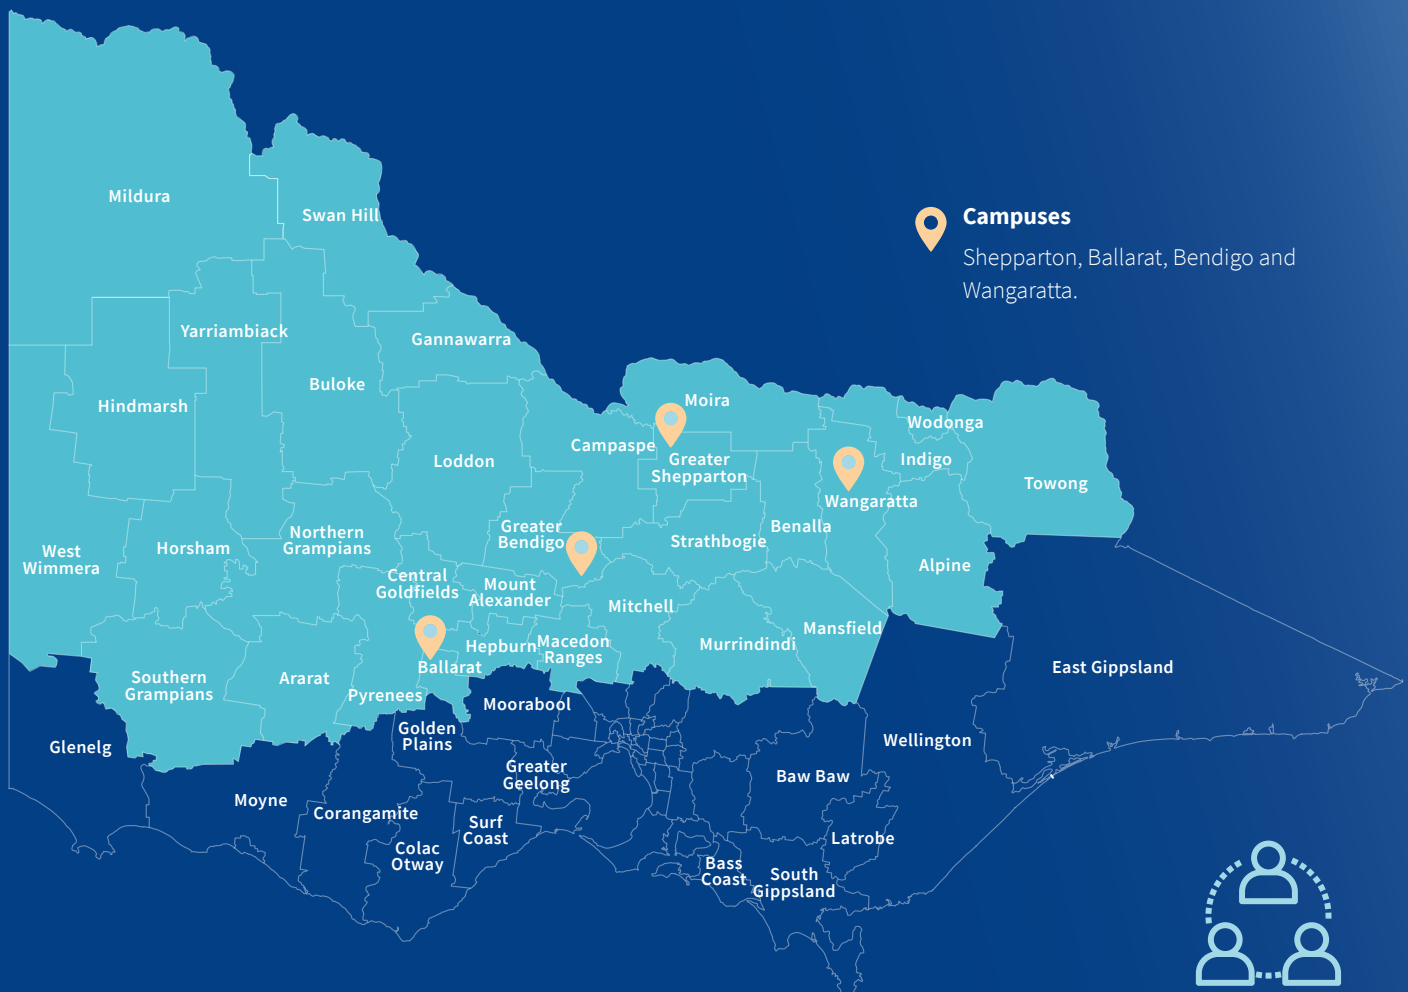 Mildura
Swan Hill
Campuses
Shepparton, Ballarat, Bendigo and
Wangaratta.
Yarriambiack
Gannawarra
Buloke
Hindmarsh
Moira
Wodonga
Campaspe
Loddon
Greater
Shepparton
Indigo
Towong
Wangaratta
Northern
Grampians
Greater
Bendigo
Benalla
Strathbogie
West
Wimmera
Horsham
Alpine
Central
Goldfields
Mount
Alexander
Mitchell
Mansfield
Hepburn
Macedon
Ranges
Murrindindi
Ballarat
East Gippsland
Southern
Grampians
Ararat
Pyrenees
Moorabool
Golden
Plains
Glenelg
Wellington
Greater
Geelong
Baw Baw
Moyne
Corangamite
Surf
Coast
Latrobe
Colac
Otway
Bass
Coast
South
Gippsland